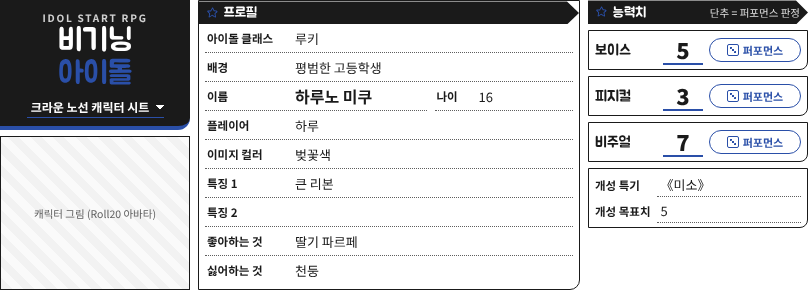 IDOL START RPG
비기닝
아이돌
크라운 노선 캐릭터 시트
캐릭터 그림 (Roll20 아바타)
프로필
아이돌 클래스 루키
배경 평범한 고등학생
이름 하루노 미쿠 나이 16
플레이어 하루
이미지 컬러 벚꽃색
특징 1 큰 리본
특징 2
좋아하는 것 딸기 파르페
싫어하는 것 천둥
능력치 단추 = 퍼포먼스 판정
보이스 5 퍼포먼스
피지컬 3 퍼포먼스
비주얼 7 퍼포먼스
개성 특기 《미소》
개성 목표치 5